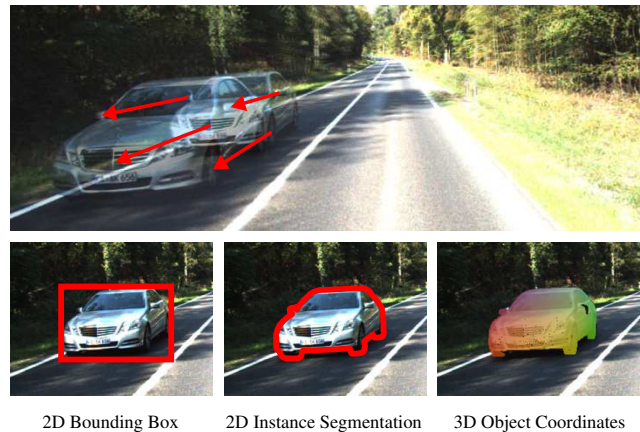 2D Bounding Box
2D Instance Segmentation
3D Object Coordinates